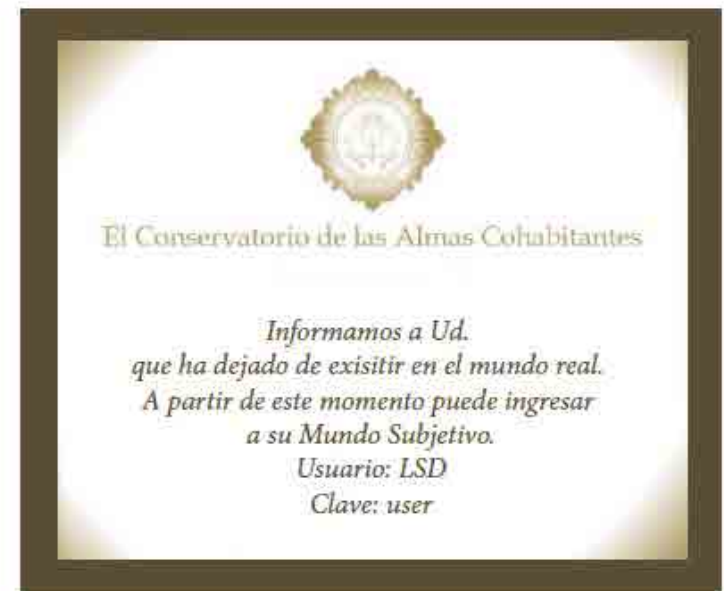 El Conservatorio de las Almas Cohabitantes
Informamos a Ud.
que ha dejado de exisitir en el mundo real.
A partir de este momento puede ingresar
a su Mundo Subjetivo.
Usuario: LSD
Clave: user